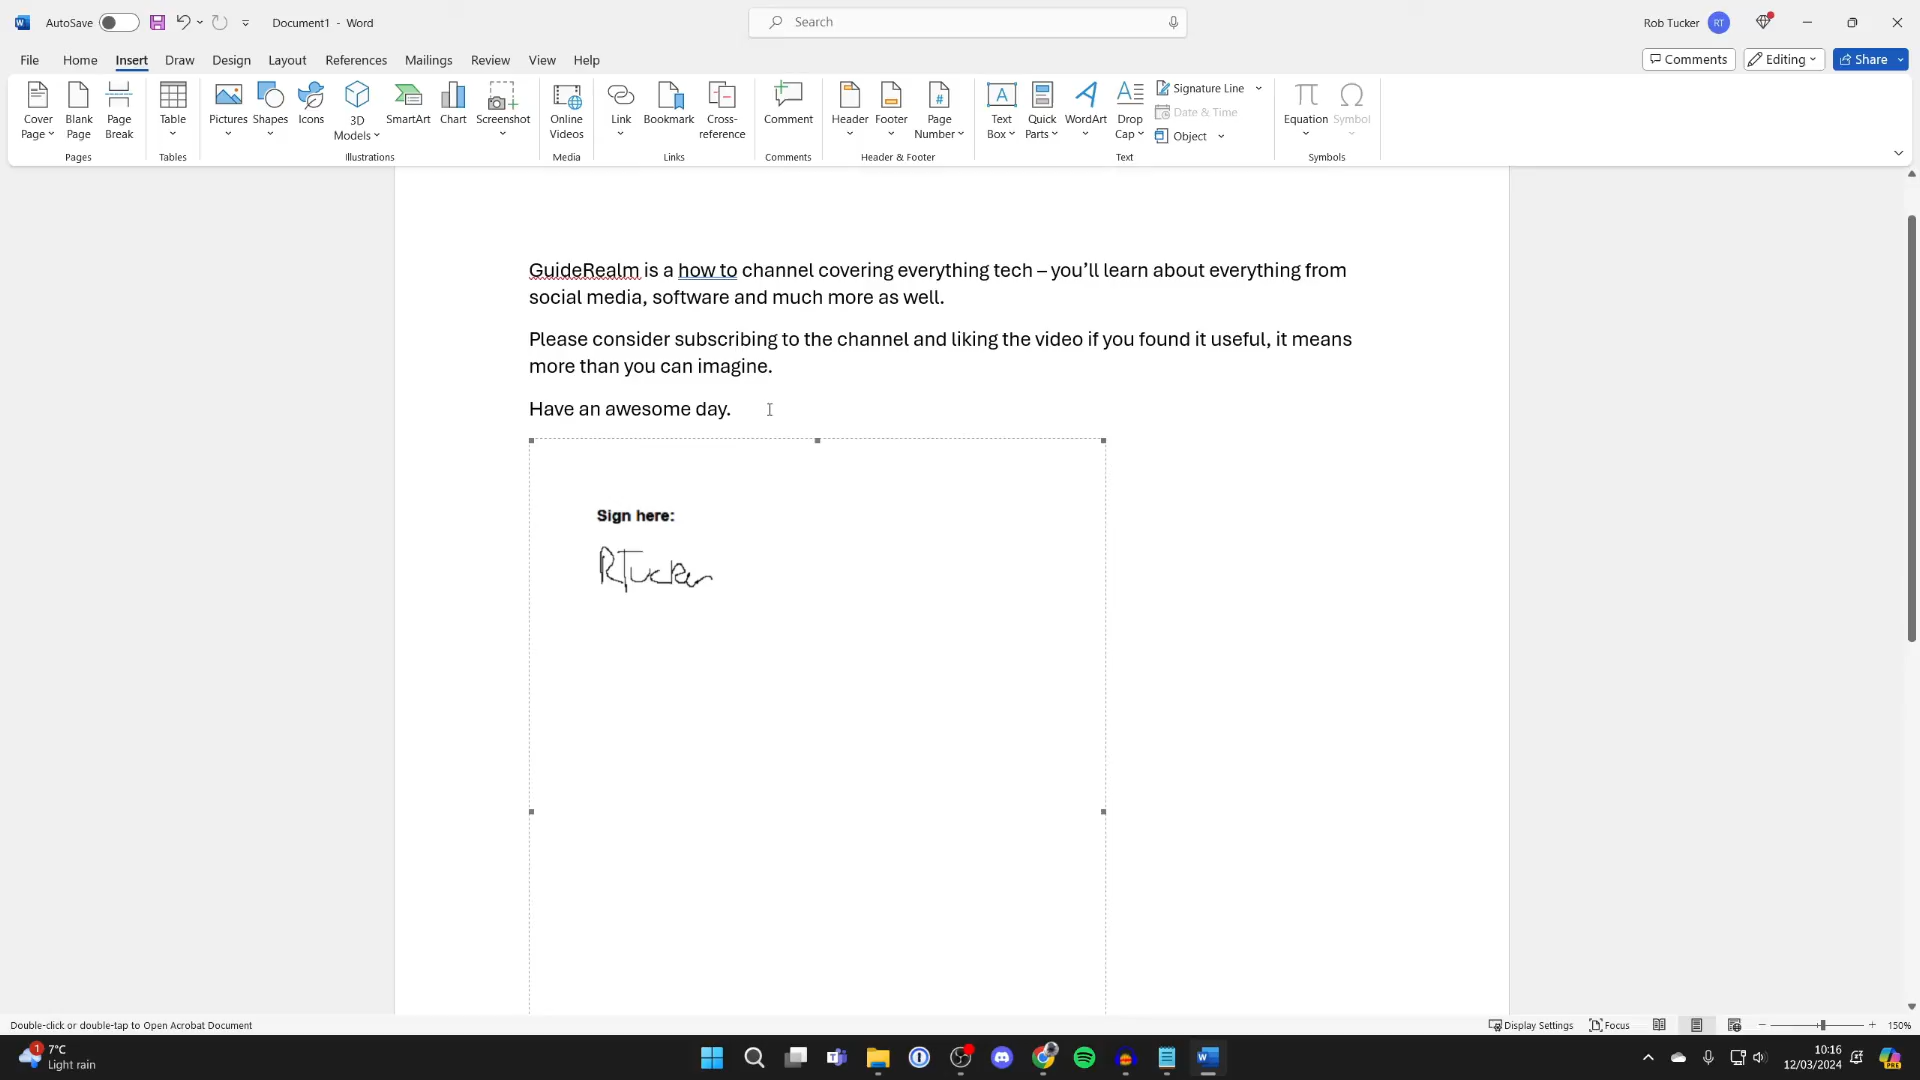 AutoSave
Document1 - Word
Search
Rob Tucker
RT
File
Home
Insert
Draw
Design
Layout
References
Mailings
Review
View
Help
Comments
Editing
Share
Cover Page
Blank Page
Page Break
Table
Pictures
Shapes
Icons
3D Models
SmartArt
Chart
Screenshot
Online Videos
Link
Bookmark
Cross-reference
Comment
Header
Footer
Page Number
Text Box
Quick Parts
WordArt
Drop Cap
Signature Line
Date & Time
Object
Equation
Symbol
Pages
Tables
Illustrations
Media
Links
Comments
Header & Footer
Text
Symbols
GuideRealm is a how to channel covering everything tech – you’ll learn about everything from
social media, software and much more as well.
Please consider subscribing to the channel and liking the video if you found it useful, it means
more than you can imagine.
Have an awesome day.
Sign here:
RTucker
Double-click or double-tap to Open Acrobat Document
Display Settings
Focus
150%
1
7°C
Light rain
10:16
12/03/2024
PRE